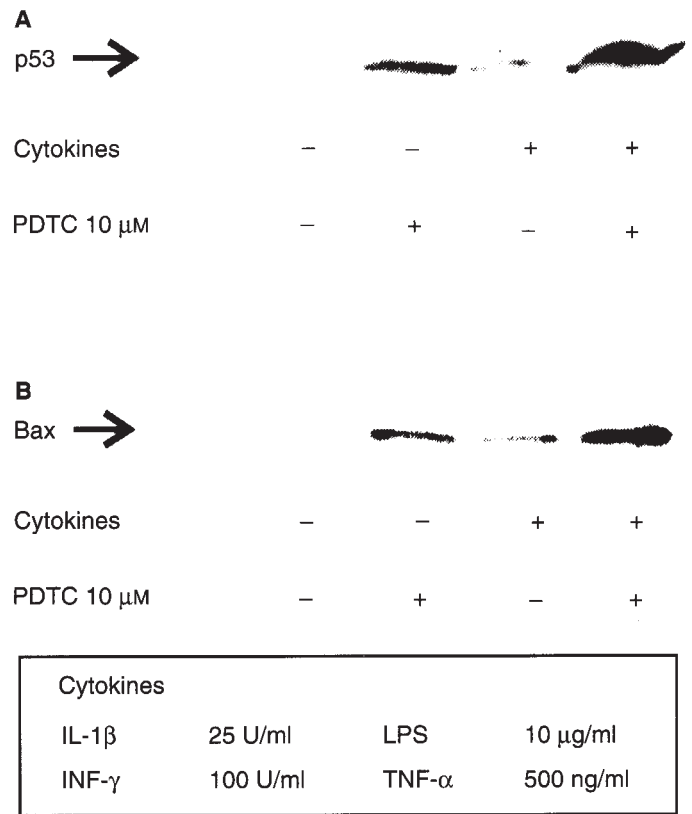 A
p53
Cytokines − − + +
PDTC 10 μM − + − +
B
Bax
Cytokines − − + +
PDTC 10 μM − + − +
Cytokines
IL-1β 25 U/ml LPS 10 μg/ml
INF-γ 100 U/ml TNF-α 500 ng/ml